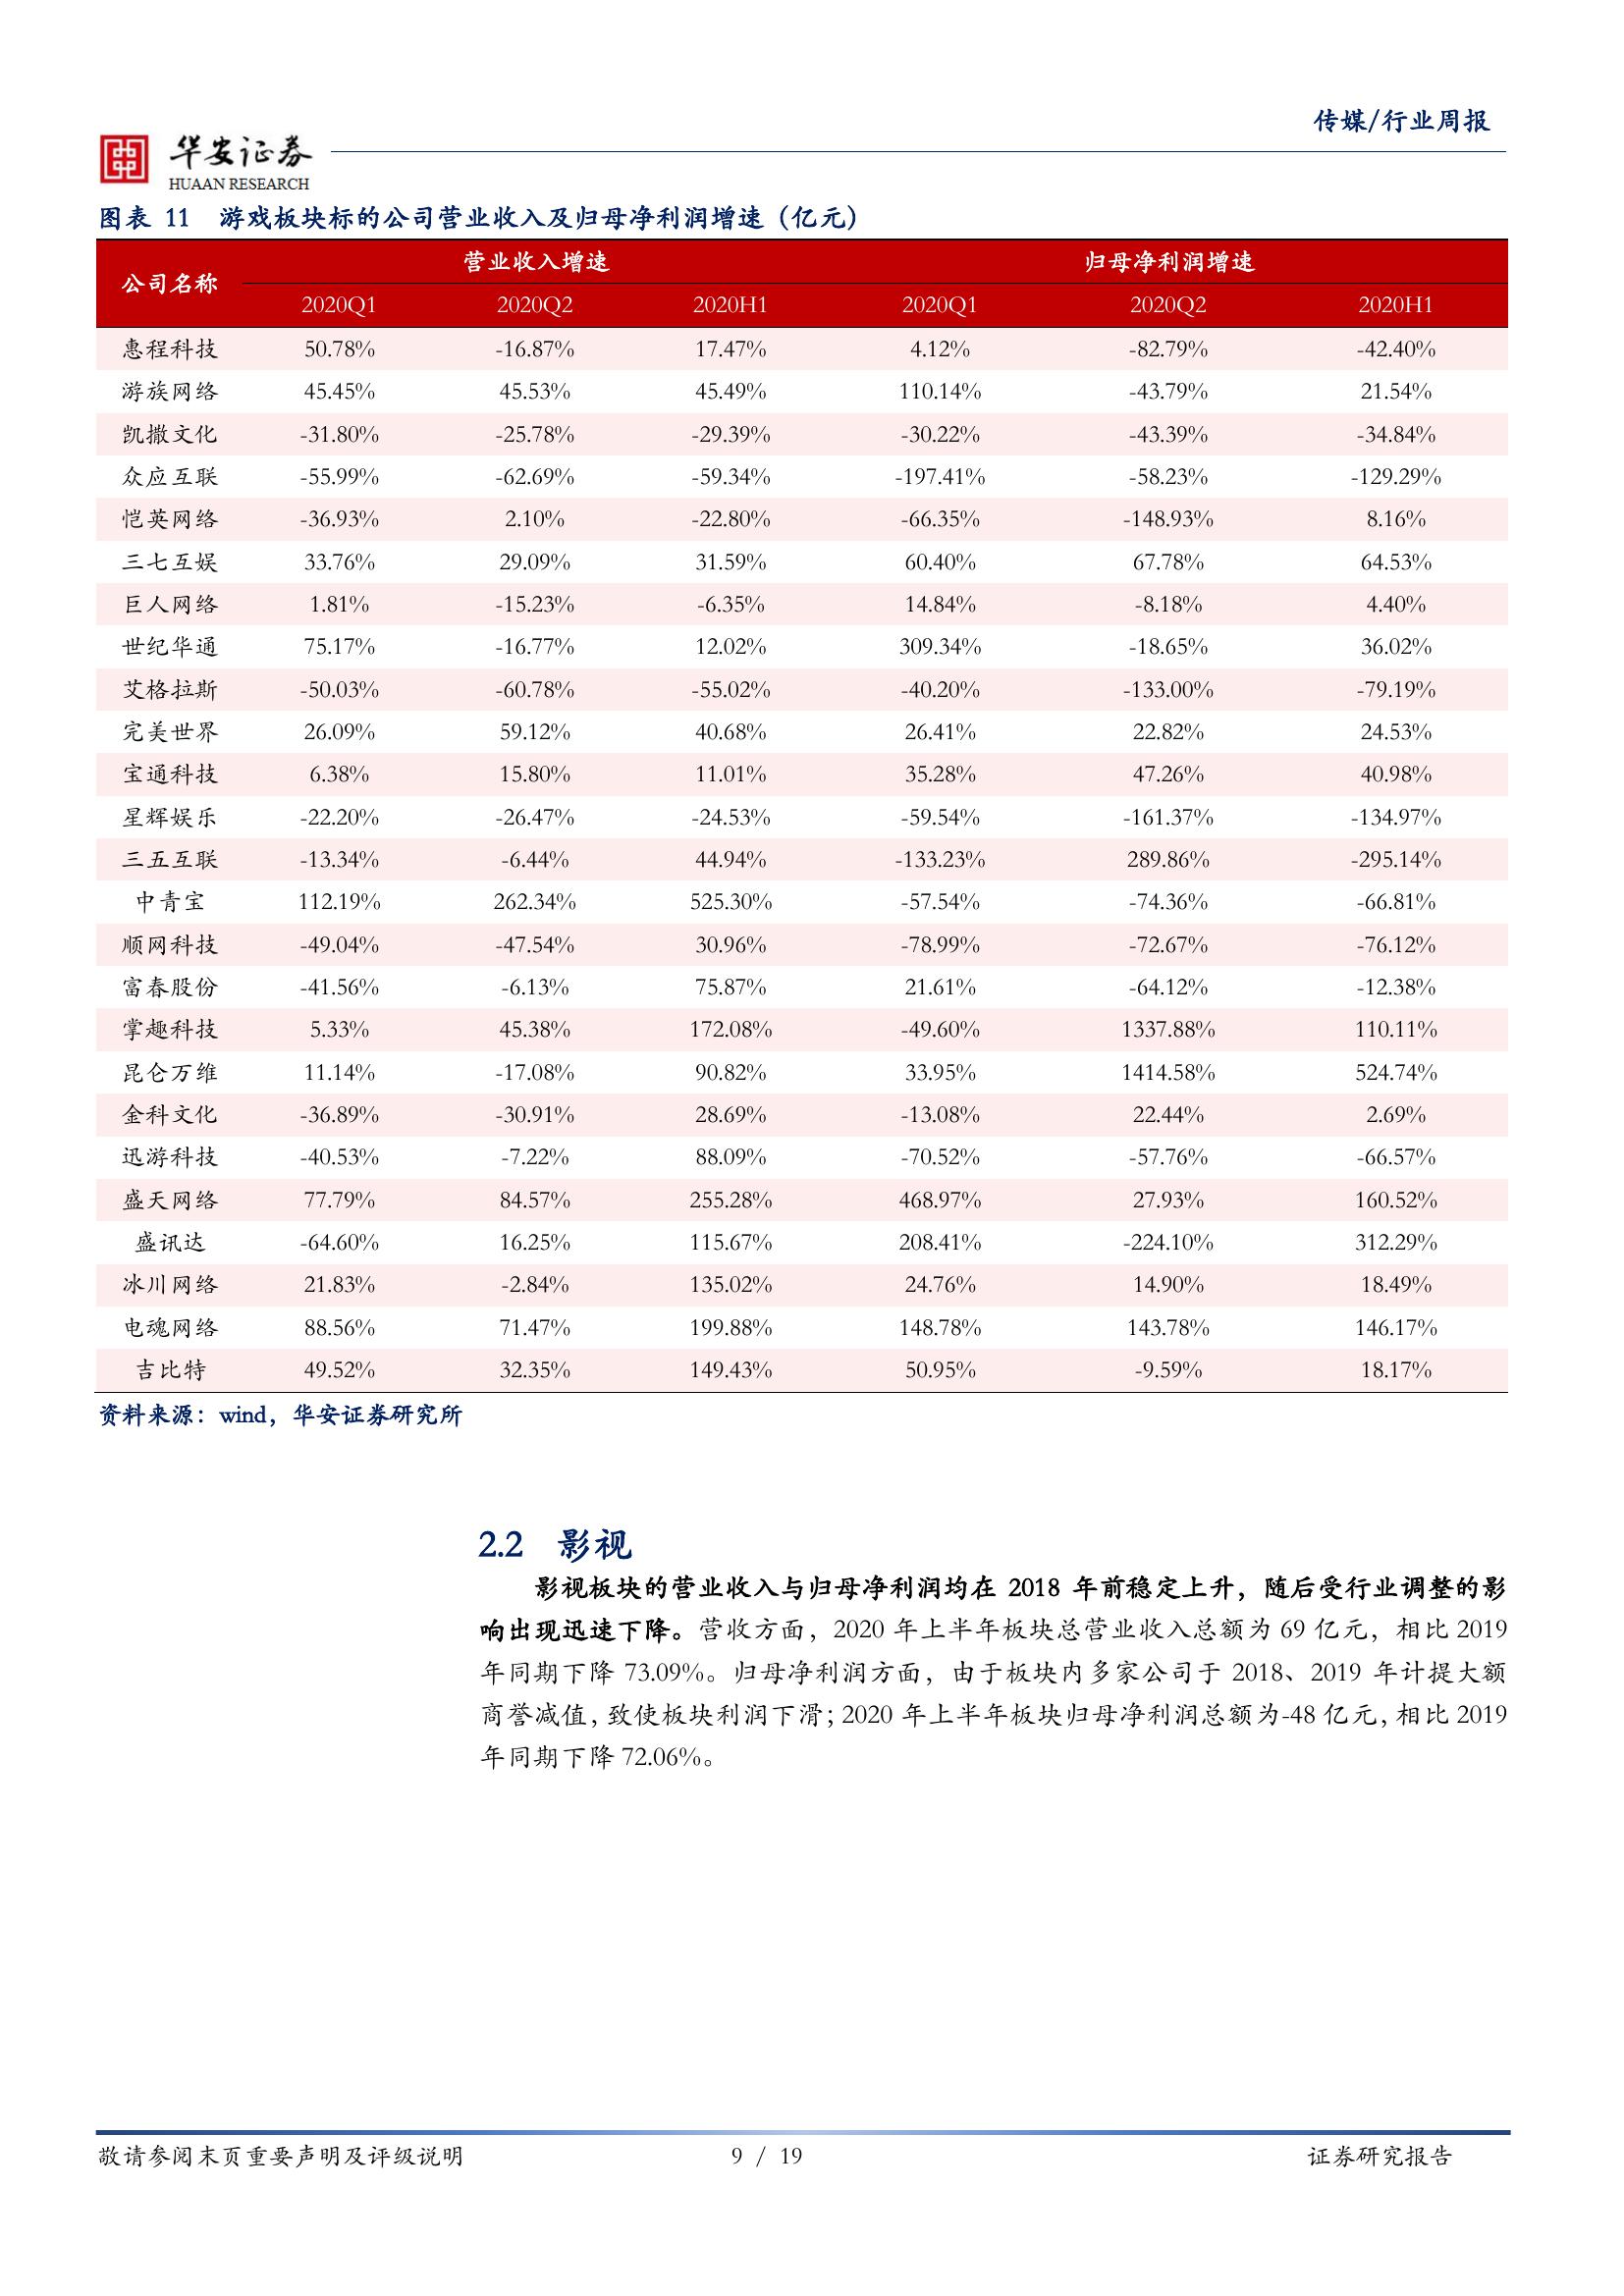 传媒/行业周报
华安证券
HUAAN RESEARCH
图表 11 游戏板块标的公司营业收入及归母净利润增速（亿元）
公司名称 营业收入增速 归母净利润增速
2020Q1 2020Q2 2020H1 2020Q1 2020Q2 2020H1
惠程科技 50.78% -16.87% 17.47% 4.12% -82.79% -42.40%
游族网络 45.45% 45.53% 45.49% 110.14% -43.79% 21.54%
凯撒文化 -31.80% -25.78% -29.39% -30.22% -43.39% -34.84%
众应互联 -55.99% -62.69% -59.34% -197.41% -58.23% -129.29%
恺英网络 -36.93% 2.10% -22.80% -66.35% -148.93% 8.16%
三七互娱 33.76% 29.09% 31.59% 60.40% 67.78% 64.53%
巨人网络 1.81% -15.23% -6.35% 14.84% -8.18% 4.40%
世纪华通 75.17% -16.77% 12.02% 309.34% -18.65% 36.02%
艾格拉斯 -50.03% -60.78% -55.02% -40.20% -133.00% -79.19%
完美世界 26.09% 59.12% 40.68% 26.41% 22.82% 24.53%
宝通科技 6.38% 15.80% 11.01% 35.28% 47.26% 40.98%
星辉娱乐 -22.20% -26.47% -24.53% -59.54% -161.37% -134.97%
三五互联 -13.34% -6.44% 44.94% -133.23% 289.86% -295.14%
中青宝 112.19% 262.34% 525.30% -57.54% -74.36% -66.81%
顺网科技 -49.04% -47.54% 30.96% -78.99% -72.67% -76.12%
富春股份 -41.56% -6.13% 75.87% 21.61% -64.12% -12.38%
掌趣科技 5.33% 45.38% 172.08% -49.60% 1337.88% 110.11%
昆仑万维 11.14% -17.08% 90.82% 33.95% 1414.58% 524.74%
金科文化 -36.89% -30.91% 28.69% -13.08% 22.44% 2.69%
迅游科技 -40.53% -7.22% 88.09% -70.52% -57.76% -66.57%
盛天网络 77.79% 84.57% 255.28% 468.97% 27.93% 160.52%
盛讯达 -64.60% 16.25% 115.67% 208.41% -224.10% 312.29%
冰川网络 21.83% -2.84% 135.02% 24.76% 14.90% 18.49%
电魂网络 88.56% 71.47% 199.88% 148.78% 143.78% 146.17%
吉比特 49.52% 32.35% 149.43% 50.95% -9.59% 18.17%
资料来源：wind，华安证券研究所
2.2 影视
影视板块的营业收入与归母净利润均在 2018 年前稳定上升，随后受行业调整的影
响出现迅速下降。营收方面，2020 年上半年板块总营业收入总额为 69 亿元，相比 2019
年同期下降 73.09%。归母净利润方面，由于板块内多家公司于 2018、2019 年计提大额
商誉减值，致使板块利润下滑；2020 年上半年板块归母净利润总额为-48 亿元，相比 2019
年同期下降 72.06%。
敬请参阅末页重要声明及评级说明 9 / 19 证券研究报告